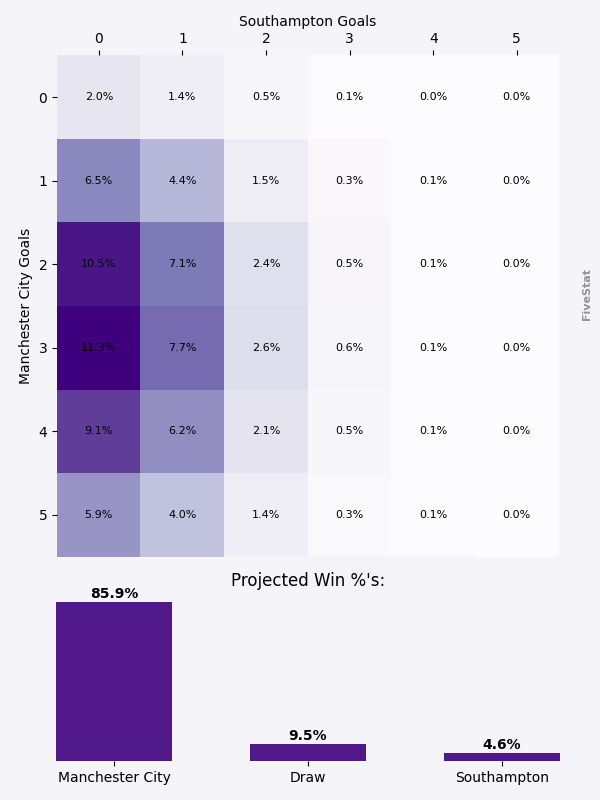 Southampton Goals
0 1 2 3 4 5
0 2.0% 1.4% 0.5% 0.1% 0.0% 0.0%
1 6.5% 4.4% 1.5% 0.3% 0.1% 0.0%
2 10.5% 7.1% 2.4% 0.5% 0.1% 0.0%
3 11.3% 7.7% 2.6% 0.6% 0.1% 0.0%
4 9.1% 6.2% 2.1% 0.5% 0.1% 0.0%
5 5.9% 4.0% 1.4% 0.3% 0.1% 0.0%
Manchester City Goals
FiveStat
Projected Win %'s:
85.9%
9.5%
4.6%
Manchester City Draw Southampton